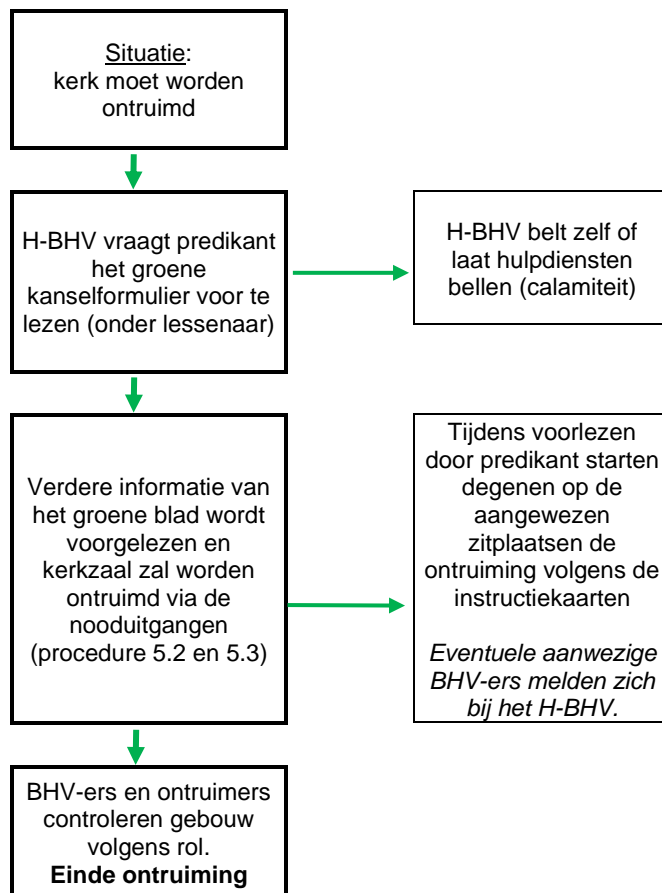 Situatie:
kerk moet worden
ontruimd
H-BHV vraagt predikant
het groene
kanselformulier voor te
lezen (onder lessenaar)
H-BHV belt zelf of
laat hulpdiensten
bellen (calamiteit)
Verdere informatie van
het groene blad wordt
voorgelezen en
kerkzaal zal worden
ontruimd via de
nooduitgangen
(procedure 5.2 en 5.3)
Tijdens voorlezen
door predikant starten
degenen op de
aangewezen
zitplaatsen de
ontruiming volgens de
instructiekaarten
Eventuele aanwezige
BHV-ers melden zich
bij het H-BHV.
BHV-ers en ontruimers
controleren gebouw
volgens rol.
Einde ontruiming